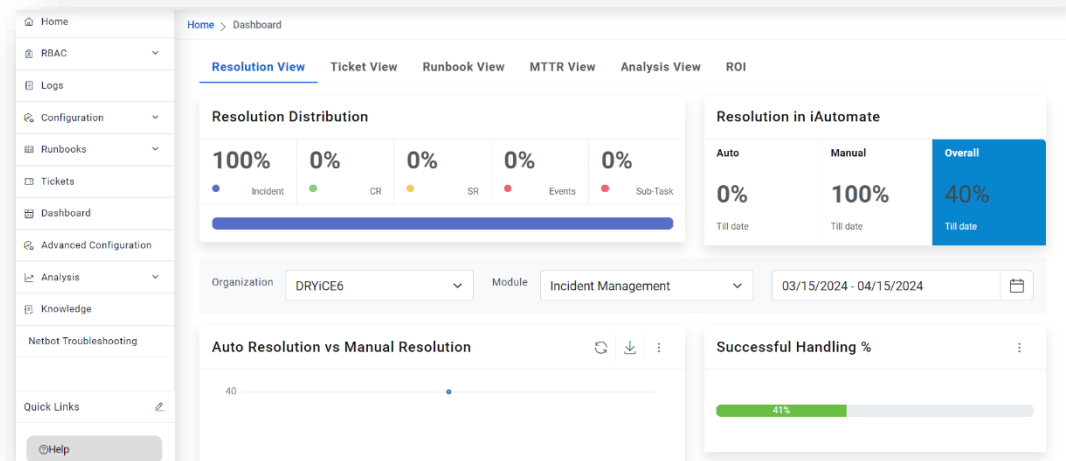 Home
RBAC
Logs
Configuration
Runbooks
Tickets
Dashboard
Advanced Configuration
Analysis
Knowledge
Netbot Troubleshooting
Quick Links
Help
Home > Dashboard
Resolution View Ticket View Runbook View MTTR View Analysis View ROI
Resolution Distribution
100% 0% 0% 0% 0%
Incident CR SR Events Sub-Task
Resolution in iAutomate
Auto Manual Overall
0% 100% 40%
Till date Till date Till date
Organization DRYiCE6 Module Incident Management 03/15/2024 - 04/15/2024
Auto Resolution vs Manual Resolution
40
Successful Handling %
41%